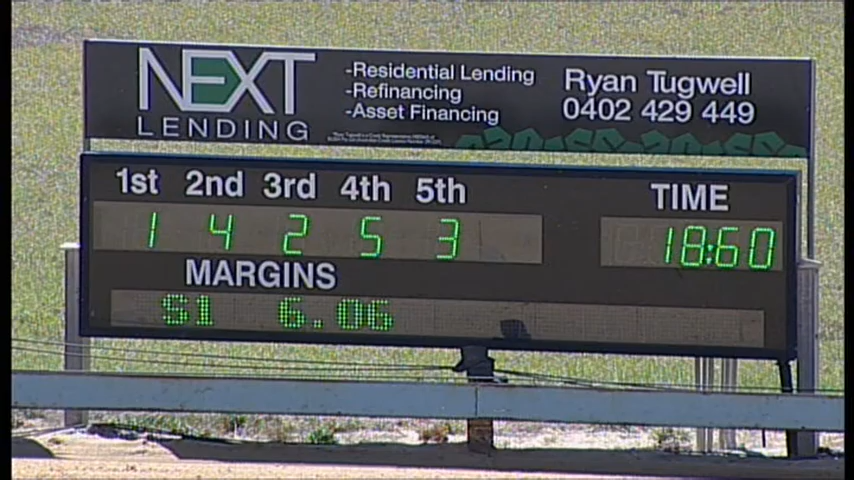 NEXT
LENDING
-Residential Lending
-Refinancing
-Asset Financing
Ryan Tugwell
0402 429 449
1st 2nd 3rd 4th 5th
1 4 2 5 3
TIME
18:60
MARGINS
S1 6.06